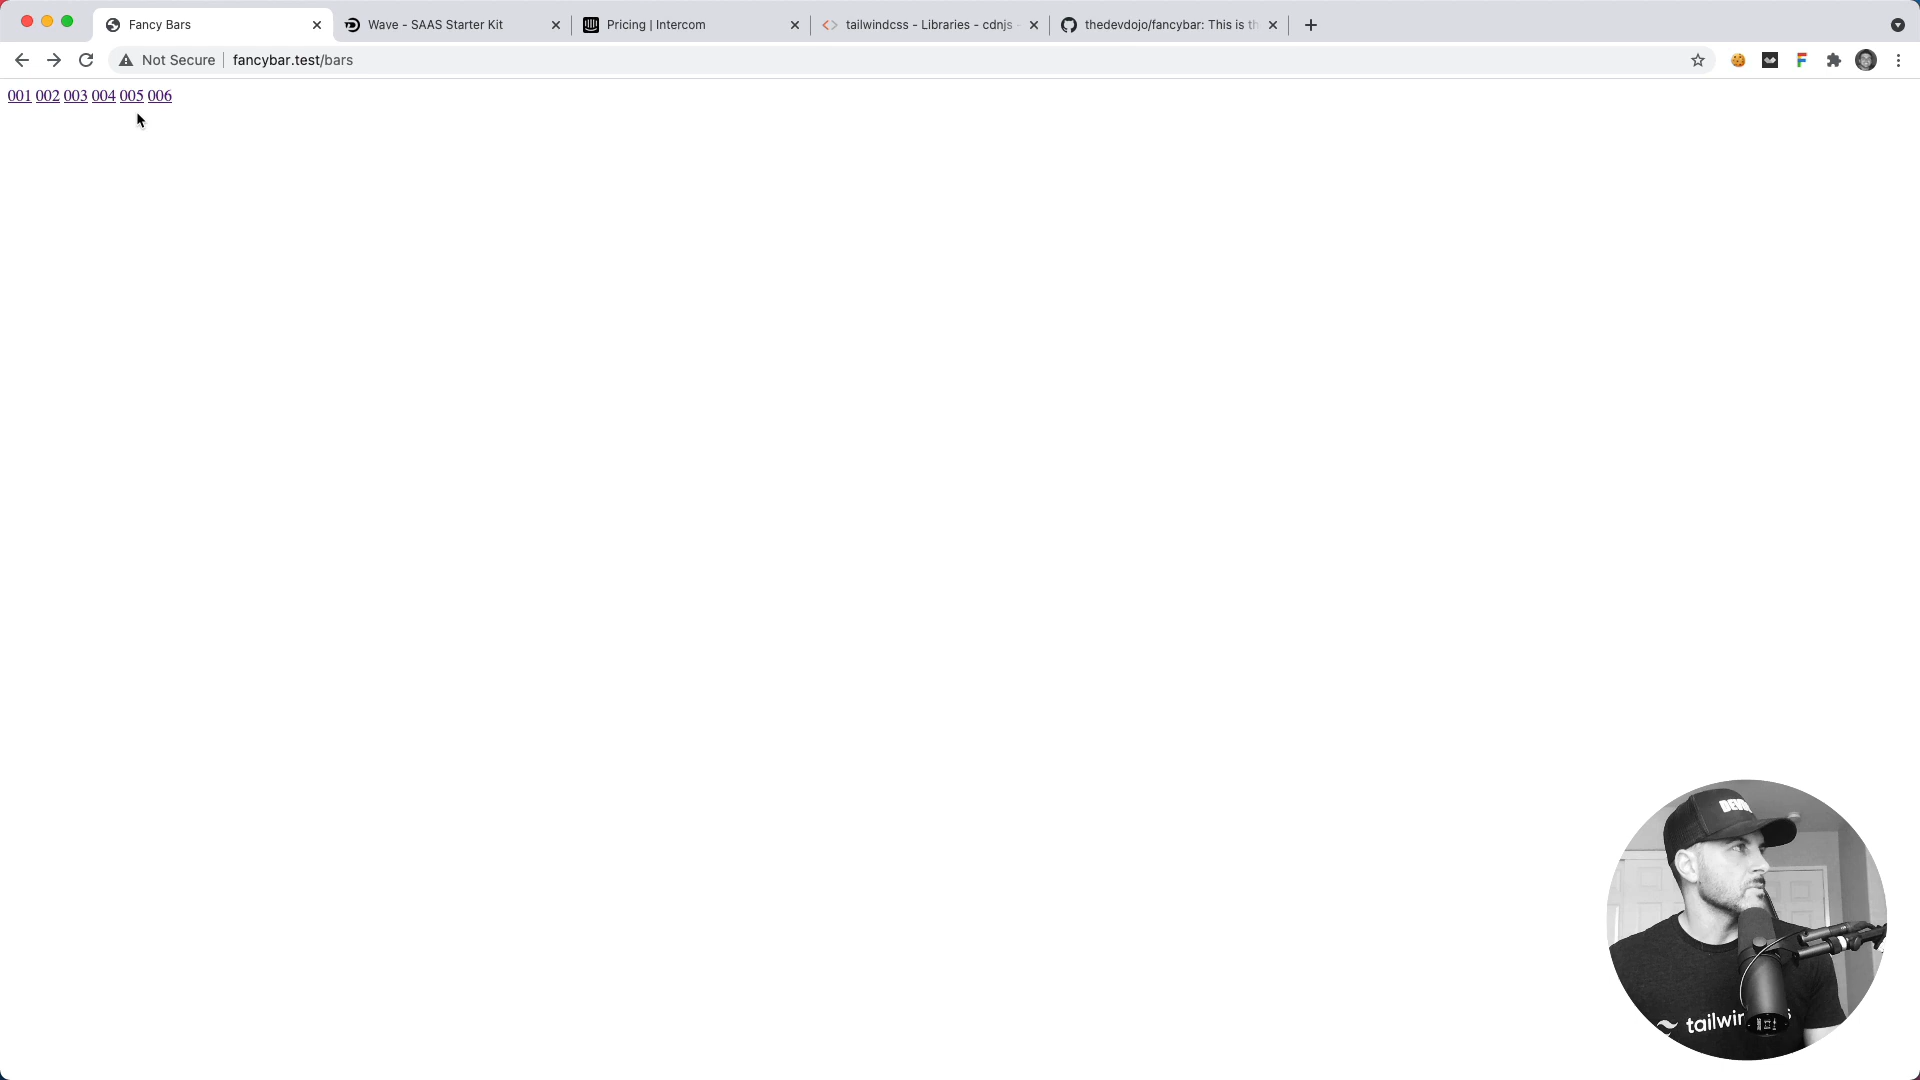 Fancy Bars
Wave - SAAS Starter Kit
Pricing | Intercom
tailwindcss - Libraries - cdnjs -
thedevdojo/fancybar: This is th
Not Secure
fancybar.test/bars
001 002 003 004 005 006